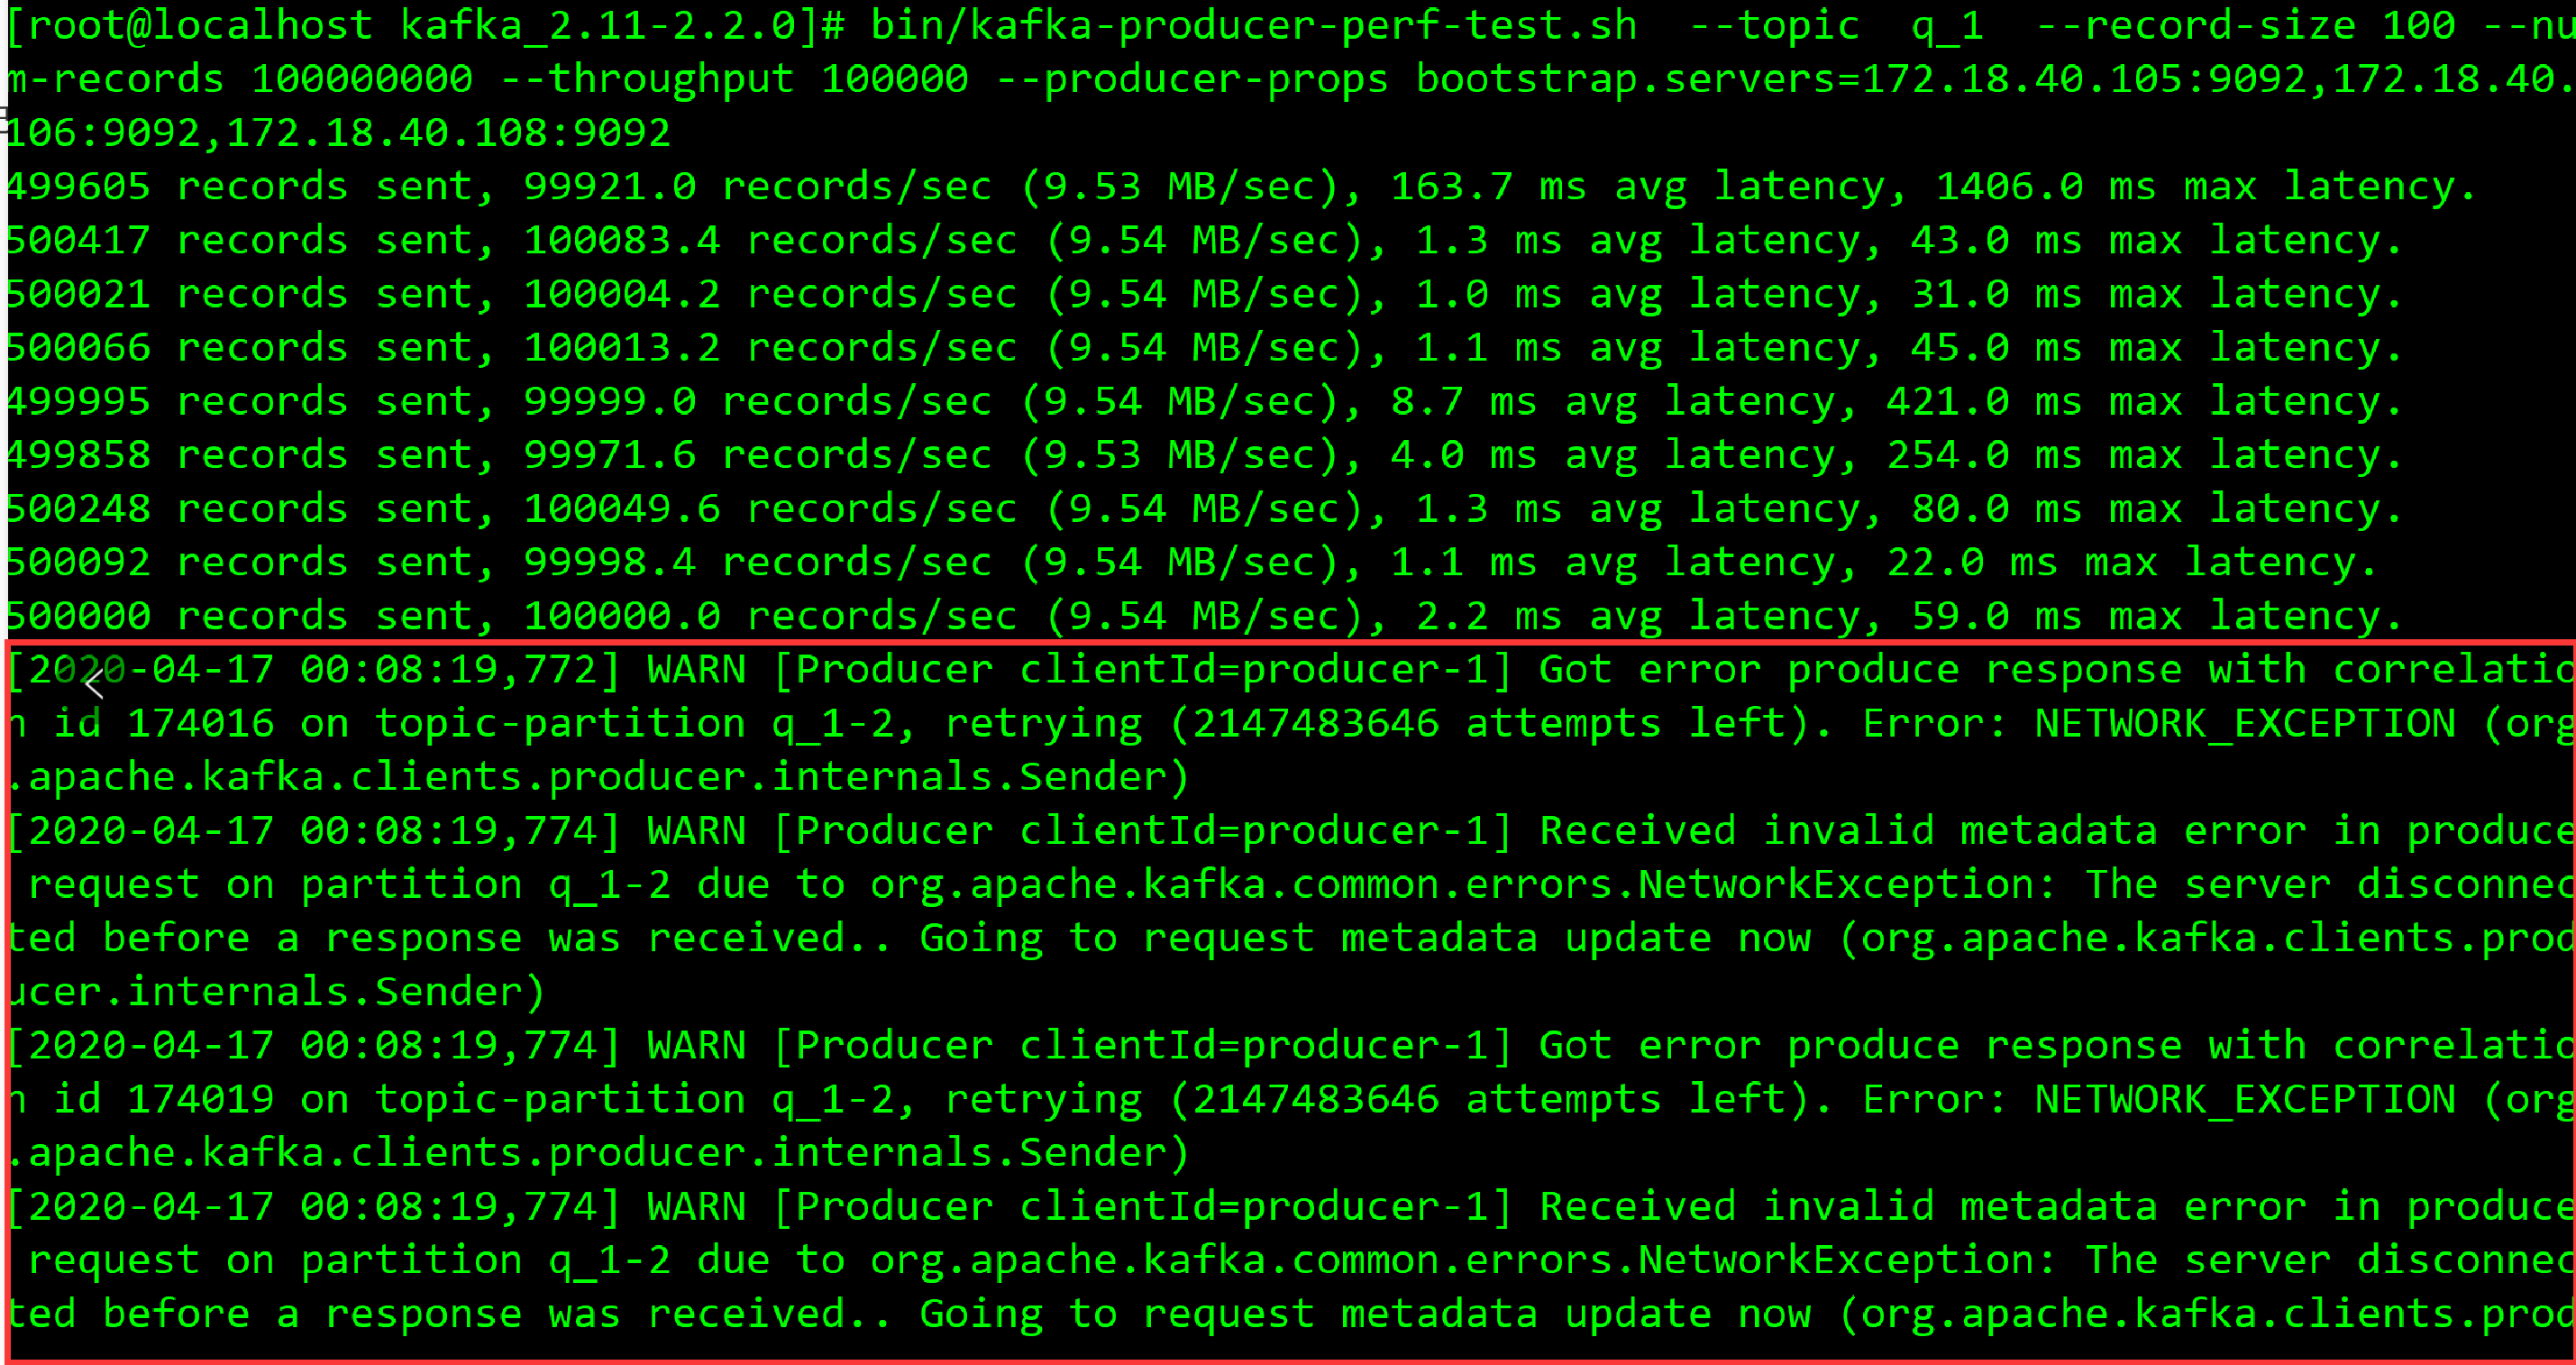 [root@localhost kafka_2.11-2.2.0]# bin/kafka-producer-perf-test.sh  --topic  q_1  --record-size 100 --nu
m-records 100000000 --throughput 100000 --producer-props bootstrap.servers=172.18.40.105:9092,172.18.40.
106:9092,172.18.40.108:9092
499605 records sent, 99921.0 records/sec (9.53 MB/sec), 163.7 ms avg latency, 1406.0 ms max latency.
500417 records sent, 100083.4 records/sec (9.54 MB/sec), 1.3 ms avg latency, 43.0 ms max latency.
500021 records sent, 100004.2 records/sec (9.54 MB/sec), 1.0 ms avg latency, 31.0 ms max latency.
500066 records sent, 100013.2 records/sec (9.54 MB/sec), 1.1 ms avg latency, 45.0 ms max latency.
499995 records sent, 99999.0 records/sec (9.54 MB/sec), 8.7 ms avg latency, 421.0 ms max latency.
499858 records sent, 99971.6 records/sec (9.53 MB/sec), 4.0 ms avg latency, 254.0 ms max latency.
500248 records sent, 100049.6 records/sec (9.54 MB/sec), 1.3 ms avg latency, 80.0 ms max latency.
500092 records sent, 99998.4 records/sec (9.54 MB/sec), 1.1 ms avg latency, 22.0 ms max latency.
500000 records sent, 100000.0 records/sec (9.54 MB/sec), 2.2 ms avg latency, 59.0 ms max latency.
[2020-04-17 00:08:19,772] WARN [Producer clientId=producer-1] Got error produce response with correlatio
n id 174016 on topic-partition q_1-2, retrying (2147483646 attempts left). Error: NETWORK_EXCEPTION (org
.apache.kafka.clients.producer.internals.Sender)
[2020-04-17 00:08:19,774] WARN [Producer clientId=producer-1] Received invalid metadata error in produce
 request on partition q_1-2 due to org.apache.kafka.common.errors.NetworkException: The server disconnec
ted before a response was received.. Going to request metadata update now (org.apache.kafka.clients.prod
ucer.internals.Sender)
[2020-04-17 00:08:19,774] WARN [Producer clientId=producer-1] Got error produce response with correlatio
n id 174019 on topic-partition q_1-2, retrying (2147483646 attempts left). Error: NETWORK_EXCEPTION (org
.apache.kafka.clients.producer.internals.Sender)
[2020-04-17 00:08:19,774] WARN [Producer clientId=producer-1] Received invalid metadata error in produce
 request on partition q_1-2 due to org.apache.kafka.common.errors.NetworkException: The server disconnec
ted before a response was received.. Going to request metadata update now (org.apache.kafka.clients.prod